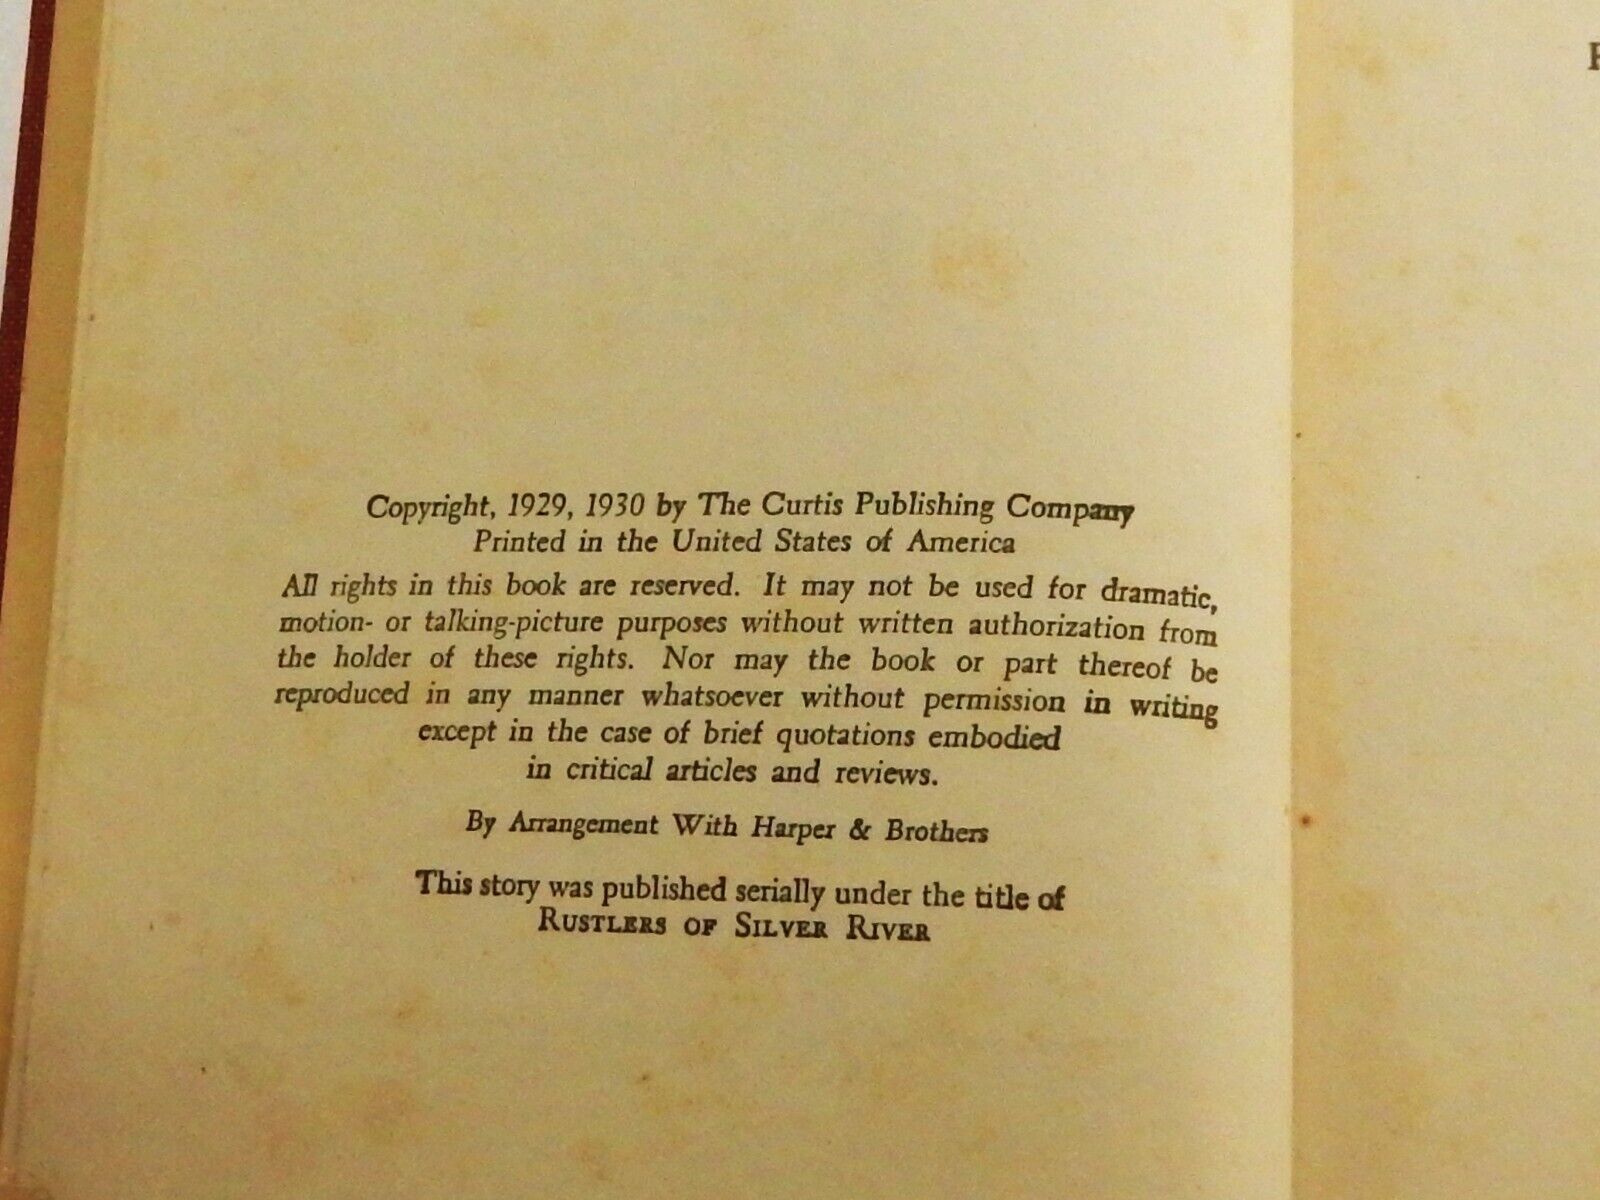 Copyright, 1929, 1930 by The Curtis Publishing Company
Printed in the United States of America
All rights in this book are reserved. It may not be used for dramatic,
motion- or talking-picture purposes without written authorization from
the holder of these rights. Nor may the book or part thereof be
reproduced in any manner whatsoever without permission in writing
except in the case of brief quotations embodied
in critical articles and reviews.
By Arrangement With Harper & Brothers
This story was published serially under the title of
RUSTLERS OF SILVER RIVER